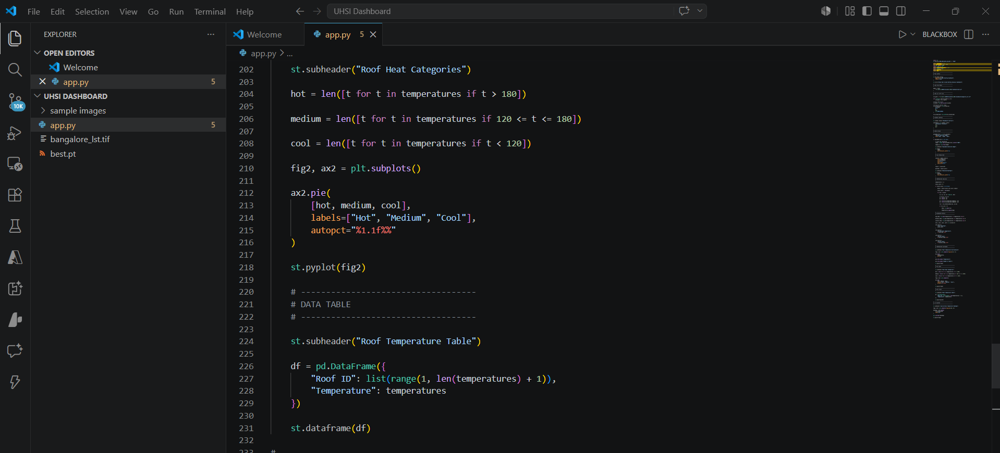 File Edit Selection View Go Run Terminal Help
UHSI Dashboard
EXPLORER
OPEN EDITORS
Welcome
app.py 5
UHSI DASHBOARD
sample images
app.py 5
bangalore_lst.tif
best.pt
10K
Welcome
app.py 5
BLACKBOX
app.py > ...
202 st.subheader("Roof Heat Categories")
203
204 hot = len([t for t in temperatures if t > 180])
205
206 medium = len([t for t in temperatures if 120 <= t <= 180])
207
208 cool = len([t for t in temperatures if t < 120])
209
210 fig2, ax2 = plt.subplots()
211
212 ax2.pie(
213 [hot, medium, cool],
214 labels=["Hot", "Medium", "Cool"],
215 autopct="%1.1f%%"
216 )
217
218 st.pyplot(fig2)
219
220 # -----------------------------------
221 # DATA TABLE
222 # -----------------------------------
223
224 st.subheader("Roof Temperature Table")
225
226 df = pd.DataFrame({
227 "Roof ID": list(range(1, len(temperatures) + 1)),
228 "Temperature": temperatures
229 })
230
231 st.dataframe(df)
232
233 #